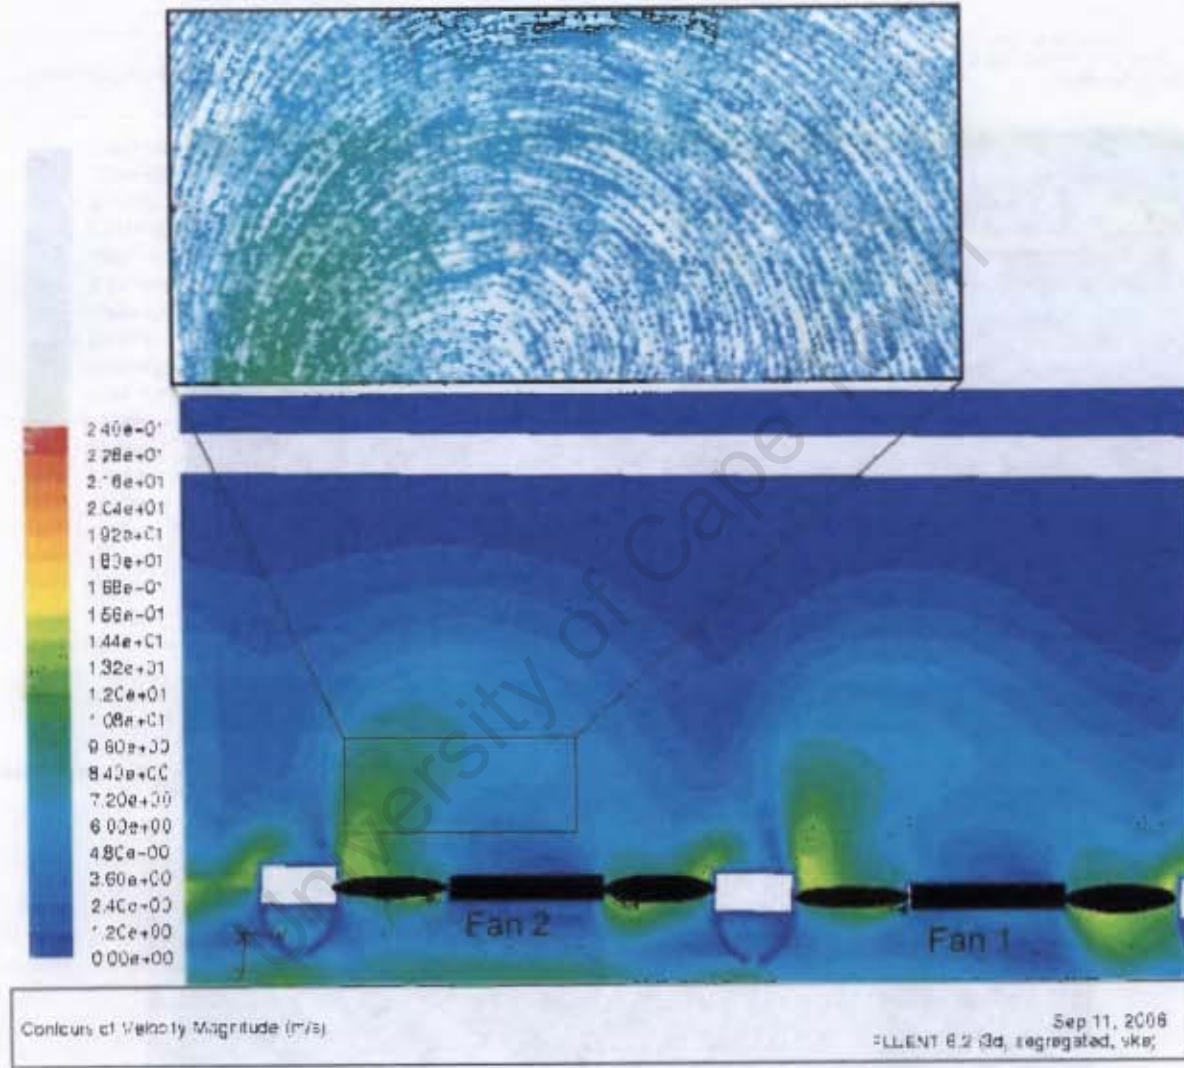 2.40e+01
2.28e+01
2.16e+01
2.04e+01
1.92e+01
1.80e+01
1.68e+01
1.56e+01
1.44e+01
1.32e+01
1.20e+01
1.08e+01
9.60e+00
8.40e+00
7.20e+00
6.00e+00
4.80e+00
3.60e+00
2.40e+00
1.20e+00
0.00e+00
Fan 2
Fan 1
University of Cape Town
Contours of Velocity Magnitude (m/s)
Sep 11, 2006
FLUENT 6.2 (3d, segregated, ske)